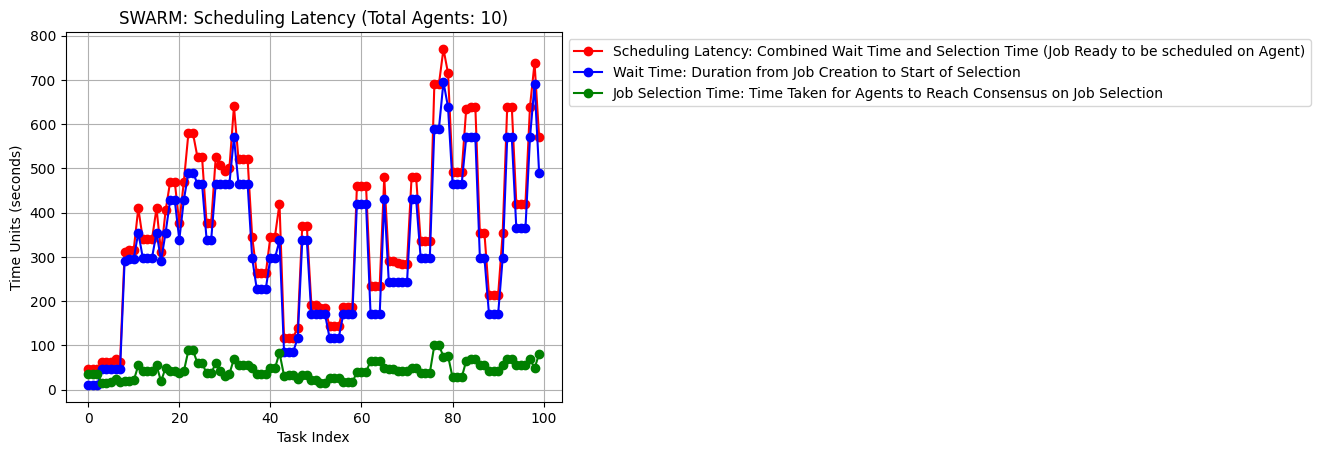 SWARM: Scheduling Latency (Total Agents: 10)
Scheduling Latency: Combined Wait Time and Selection Time (Job Ready to be scheduled on Agent)
Wait Time: Duration from Job Creation to Start of Selection
Job Selection Time: Time Taken for Agents to Reach Consensus on Job Selection
Time Units (seconds)
800
700
600
500
400
300
200
100
0
0 20 40 60 80 100
Task Index